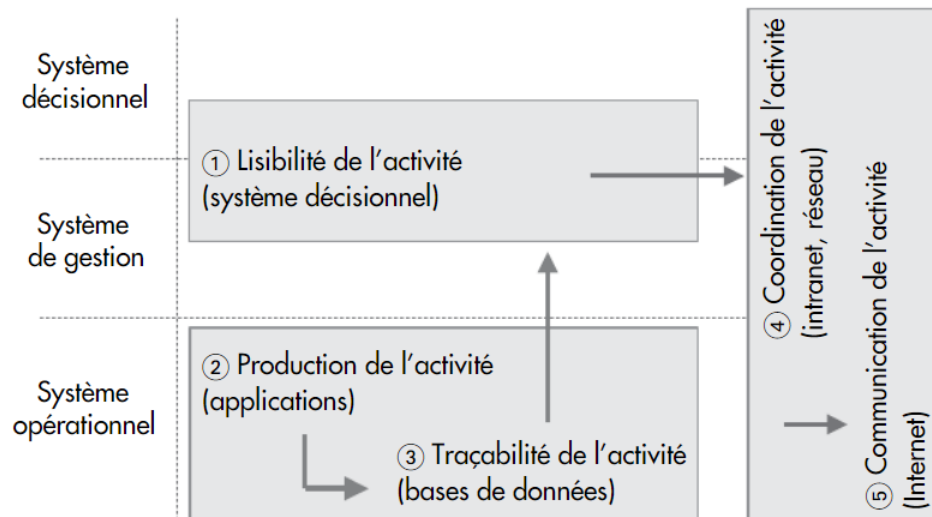 Système
décisionnel
① Lisibilité de l'activité
(système décisionnel)
Système
de gestion
② Production de l'activité
(applications)
Système
opérationnel
③ Traçabilité de l'activité
(bases de données)
④ Coordination de l'activité
(intranet, réseau)
⑤ Communication de l'activité
(Internet)